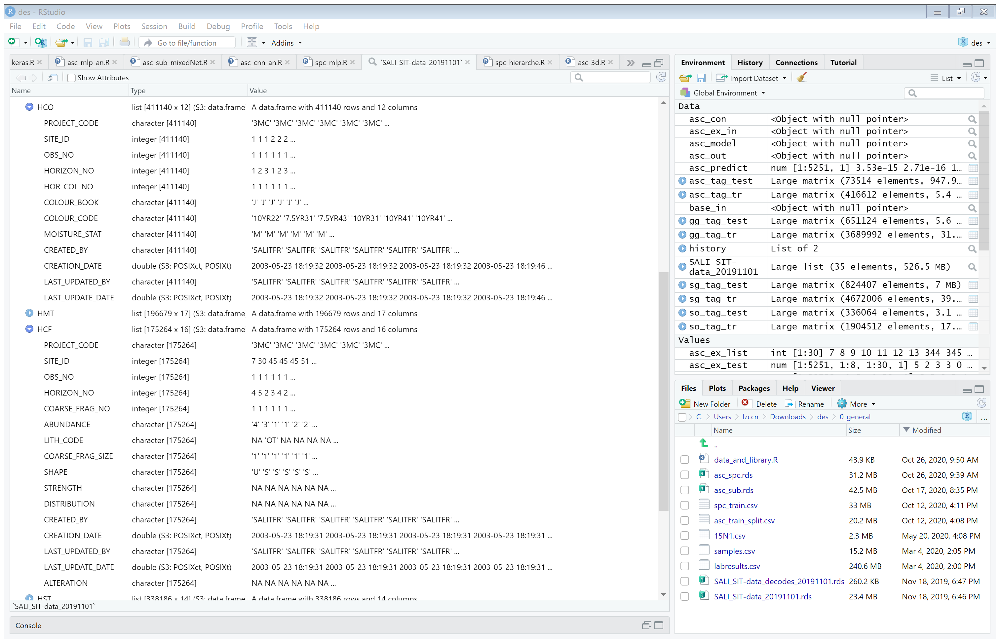 des - RStudio
File Edit Code View Plots Session Build Debug Profile Tools Help
Go to file/function Addins des
_keras.R asc_mlp_an.R asc_sub_mixedNet.R asc_cnn_an.R spc_mlp.R `SALI_SIT-data_20191101` spc_hierarche.R asc_3d.R
Show Attributes
Name Type Value
HCO list [411140 x 12] (S3: data.frame A data.frame with 411140 rows and 12 columns
PROJECT_CODE character [411140] '3MC' '3MC' '3MC' '3MC' '3MC' '3MC' ...
SITE_ID integer [411140] 1 1 1 2 2 2 ...
OBS_NO integer [411140] 1 1 1 1 1 1 ...
HORIZON_NO integer [411140] 1 2 3 1 2 3 ...
HOR_COL_NO integer [411140] 1 1 1 1 1 1 ...
COLOUR_BOOK character [411140] 'J' 'J' 'J' 'J' 'J' 'J' ...
COLOUR_CODE character [411140] '10YR22' '7.5YR31' '7.5YR43' '10YR31' '10YR41' '10YR41' ...
MOISTURE_STAT character [411140] 'M' 'M' 'M' 'M' 'M' 'M' ...
CREATED_BY character [411140] 'SALITFR' 'SALITFR' 'SALITFR' 'SALITFR' 'SALITFR' 'SALITFR' ...
CREATION_DATE double (S3: POSIXct, POSIXt) 2003-05-23 18:19:32 2003-05-23 18:19:32 2003-05-23 18:19:32 2003-05-23 18:19:46 ...
LAST_UPDATED_BY character [411140] 'SALITFR' 'SALITFR' 'SALITFR' 'SALITFR' 'SALITFR' 'SALITFR' ...
LAST_UPDATE_DATE double (S3: POSIXct, POSIXt) 2003-05-23 18:19:32 2003-05-23 18:19:32 2003-05-23 18:19:32 2003-05-23 18:19:46 ...
HMT list [196679 x 17] (S3: data.frame A data.frame with 196679 rows and 17 columns
HCF list [175264 x 16] (S3: data.frame A data.frame with 175264 rows and 16 columns
PROJECT_CODE character [175264] '3MC' '3MC' '3MC' '3MC' '3MC' '3MC' ...
SITE_ID integer [175264] 7 30 45 45 45 51 ...
OBS_NO integer [175264] 1 1 1 1 1 1 ...
HORIZON_NO integer [175264] 4 5 2 3 4 2 ...
COARSE_FRAG_NO integer [175264] 1 1 1 1 1 1 ...
ABUNDANCE character [175264] '4' '3' '1' '1' '2' '2' ...
LITH_CODE character [175264] NA 'OT' NA NA NA NA ...
COARSE_FRAG_SIZE character [175264] '1' '1' '1' '1' '1' '1' ...
SHAPE character [175264] 'U' 'S' 'S' 'S' 'S' 'S' ...
STRENGTH character [175264] NA NA NA NA NA NA ...
DISTRIBUTION character [175264] NA NA NA NA NA NA ...
CREATED_BY character [175264] 'SALITFR' 'SALITFR' 'SALITFR' 'SALITFR' 'SALITFR' 'SALITFR' ...
CREATION_DATE double (S3: POSIXct, POSIXt) 2003-05-23 18:19:31 2003-05-23 18:19:31 2003-05-23 18:19:31 2003-05-23 18:19:31 ...
LAST_UPDATED_BY character [175264] 'SALITFR' 'SALITFR' 'SALITFR' 'SALITFR' 'SALITFR' 'SALITFR' ...
LAST_UPDATE_DATE double (S3: POSIXct, POSIXt) 2003-05-23 18:19:31 2003-05-23 18:19:31 2003-05-23 18:19:31 2003-05-23 18:19:31 ...
ALTERATION character [175264] NA NA NA NA NA NA ...
HST list [338186 x 14] (S3: data.frame A data.frame with 338186 rows and 14 columns
`SALI_SIT-data_20191101`
Console
Environment History Connections Tutorial
Import Dataset List
Global Environment
Data
asc_con <Object with null pointer>
asc_ex_in <Object with null pointer>
asc_model <Object with null pointer>
asc_out <Object with null pointer>
asc_predict num [1:5251, 1] 3.53e-15 2.71e-16 1...
asc_tag_test Large matrix (73514 elements, 947.9...
asc_tag_tr Large matrix (416612 elements, 5.4 ...
base_in <Object with null pointer>
gg_tag_test Large matrix (651124 elements, 5.6 ...
gg_tag_tr Large matrix (3689992 elements, 31....
history List of 2
SALI_SIT-
data_20191101 Large list (35 elements, 526.5 MB)
sg_tag_test Large matrix (824407 elements, 7 MB)
sg_tag_tr Large matrix (4672006 elements, 39....
so_tag_test Large matrix (336064 elements, 3.1 ...
so_tag_tr Large matrix (1904512 elements, 17....
Values
asc_ex_list int [1:30] 7 8 9 10 11 12 13 344 345 ...
asc_ex_test num [1:5251, 1:8, 1:30, 1] 5 2 3 3 0 ...
Files Plots Packages Help Viewer
New Folder Delete Rename More
C: Users lzccn Downloads des 0_general ...
Name Size Modified
..
data_and_library.R 43.9 KB Oct 26, 2020, 9:50 AM
asc_spc.rds 31.2 MB Oct 26, 2020, 9:39 AM
asc_sub.rds 42.5 MB Oct 17, 2020, 8:35 PM
spc_train.csv 33 MB Oct 12, 2020, 4:11 PM
asc_train_split.csv 20.2 MB Oct 12, 2020, 4:08 PM
15N1.csv 2.3 MB May 20, 2020, 4:08 PM
samples.csv 15.2 MB Mar 4, 2020, 2:05 PM
labresults.csv 240.6 MB Mar 4, 2020, 2:00 PM
SALI_SIT-data_decodes_20191101.rds 260.2 KB Nov 18, 2019, 6:47 PM
SALI_SIT-data_20191101.rds 23.4 MB Nov 18, 2019, 6:46 PM